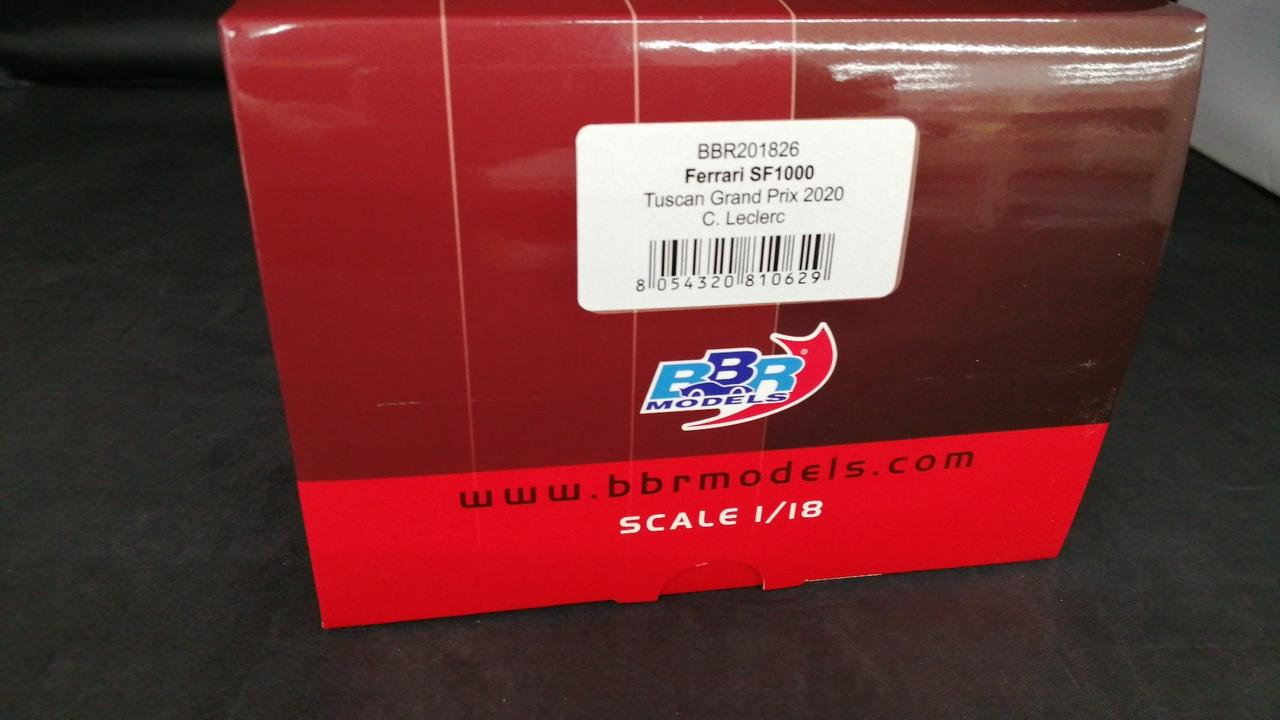 BBR201826
Ferrari SF1000
Tuscan Grand Prix 2020
C. Leclerc
8 054320 810629
BBR
MODELS
www.bbrmodels.com
SCALE 1/18